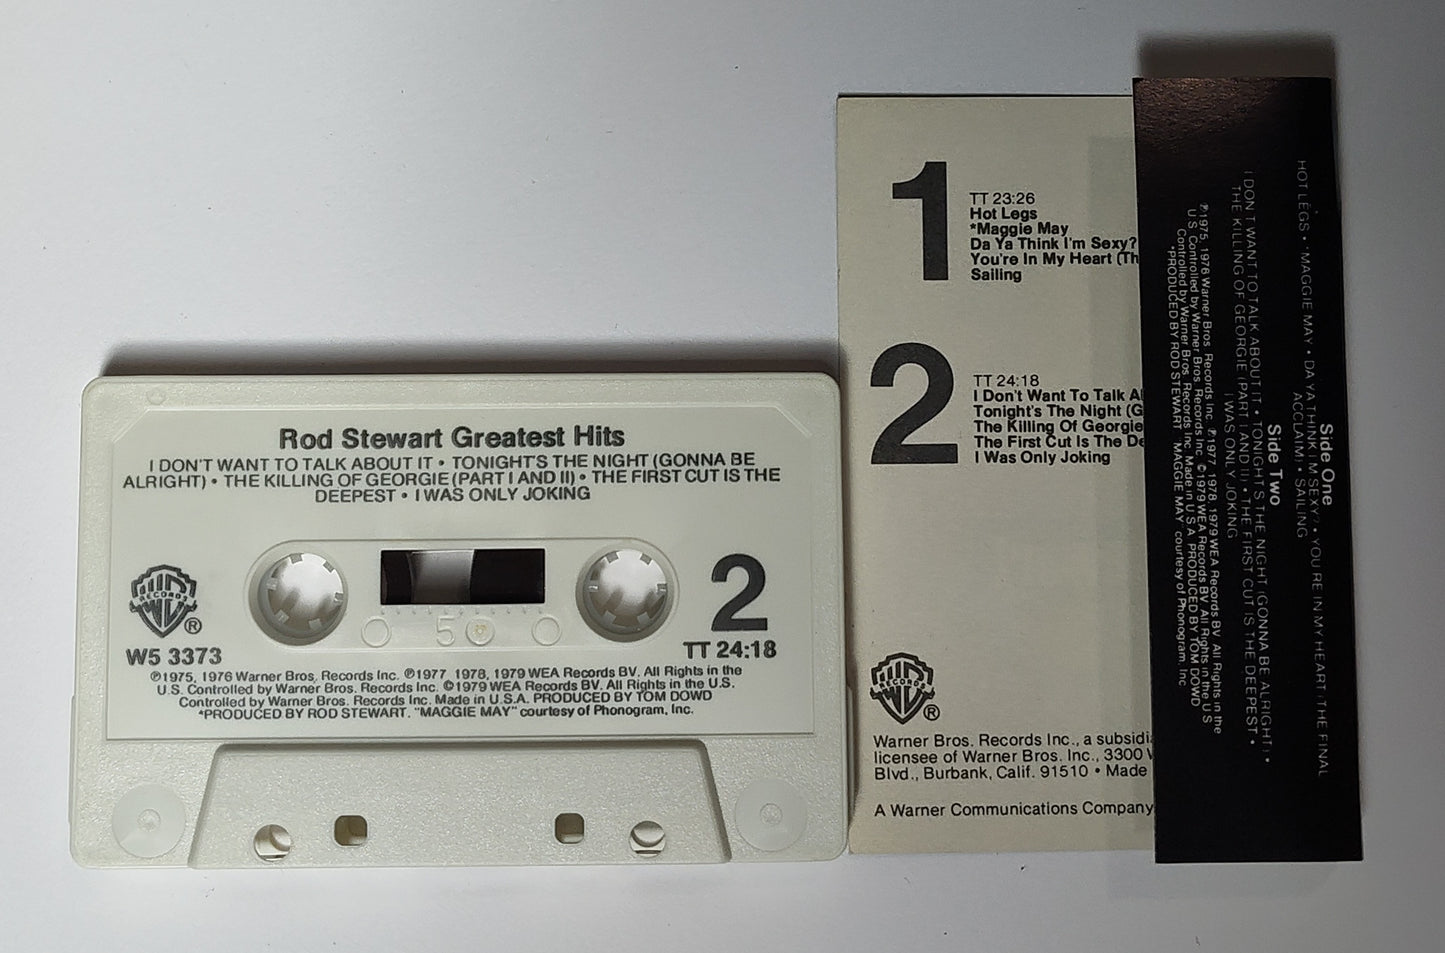 Rod Stewart Greatest Hits
I DON'T WANT TO TALK ABOUT IT • TONIGHT'S THE NIGHT (GONNA BE
ALRIGHT) • THE KILLING OF GEORGIE (PART I AND II) • THE FIRST CUT IS THE
DEEPEST • I WAS ONLY JOKING
RECORDS
®
W5 3373
50
2
TT 24:18
℗1975, 1976 Warner Bros. Records Inc. ℗1977 1978, 1979 WEA Records BV. All Rights in the
U.S. Controlled by Warner Bros. Records Inc. ©1979 WEA Records BV. All Rights in the U.S.
Controlled by Warner Bros. Records Inc. Made in U.S.A. PRODUCED BY TOM DOWD
*PRODUCED BY ROD STEWART. "MAGGIE MAY" courtesy of Phonogram, Inc.
1
TT 23:26
Hot Legs
*Maggie May
Da Ya Think I'm Sexy?
You're In My Heart (Th
Sailing
2
TT 24:18
I Don't Want To Talk A
Tonight's The Night (G
The Killing Of Georgie
The First Cut Is The De
I Was Only Joking
RECORDS
®
Warner Bros. Records Inc., a subsidi
licensee of Warner Bros. Inc., 3300
Blvd., Burbank, Calif. 91510 • Made
A Warner Communications Company
Side One
HOT LEGS • *MAGGIE MAY • DA YA THINK I'M SEXY? • YOU'RE IN MY HEART (THE FINAL
ACCLAIM) • SAILING
Side Two
I DON'T WANT TO TALK ABOUT IT • TONIGHT'S THE NIGHT (GONNA BE ALRIGHT) •
THE KILLING OF GEORGIE (PART I AND II) • THE FIRST CUT IS THE DEEPEST •
I WAS ONLY JOKING
℗1975, 1976 Warner Bros. Records Inc. ℗1977 1978, 1979 WEA Records BV. All Rights in the
U.S. Controlled by Warner Bros. Records Inc. ©1979 WEA Records BV. All Rights in the U.S.
Controlled by Warner Bros. Records Inc. Made in U.S.A. PRODUCED BY TOM DOWD
*PRODUCED BY ROD STEWART. "MAGGIE MAY" courtesy of Phonogram, Inc.